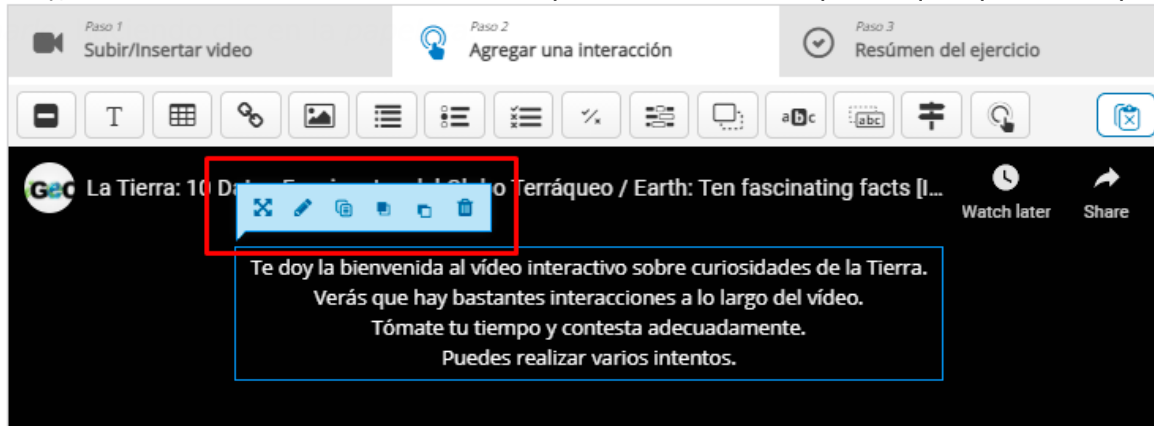 Paso 1
Subir/Insertar video
Paso 2
Agregar una interacción
Paso 3
Resúmen del ejercicio
T
abc
abc
Geo
La Tierra: 10 Terráqueo / Earth: Ten fascinating facts [I...
Watch later
Share
Te doy la bienvenida al vídeo interactivo sobre curiosidades de la Tierra.
Verás que hay bastantes interacciones a lo largo del vídeo.
Tómate tu tiempo y contesta adecuadamente.
Puedes realizar varios intentos.